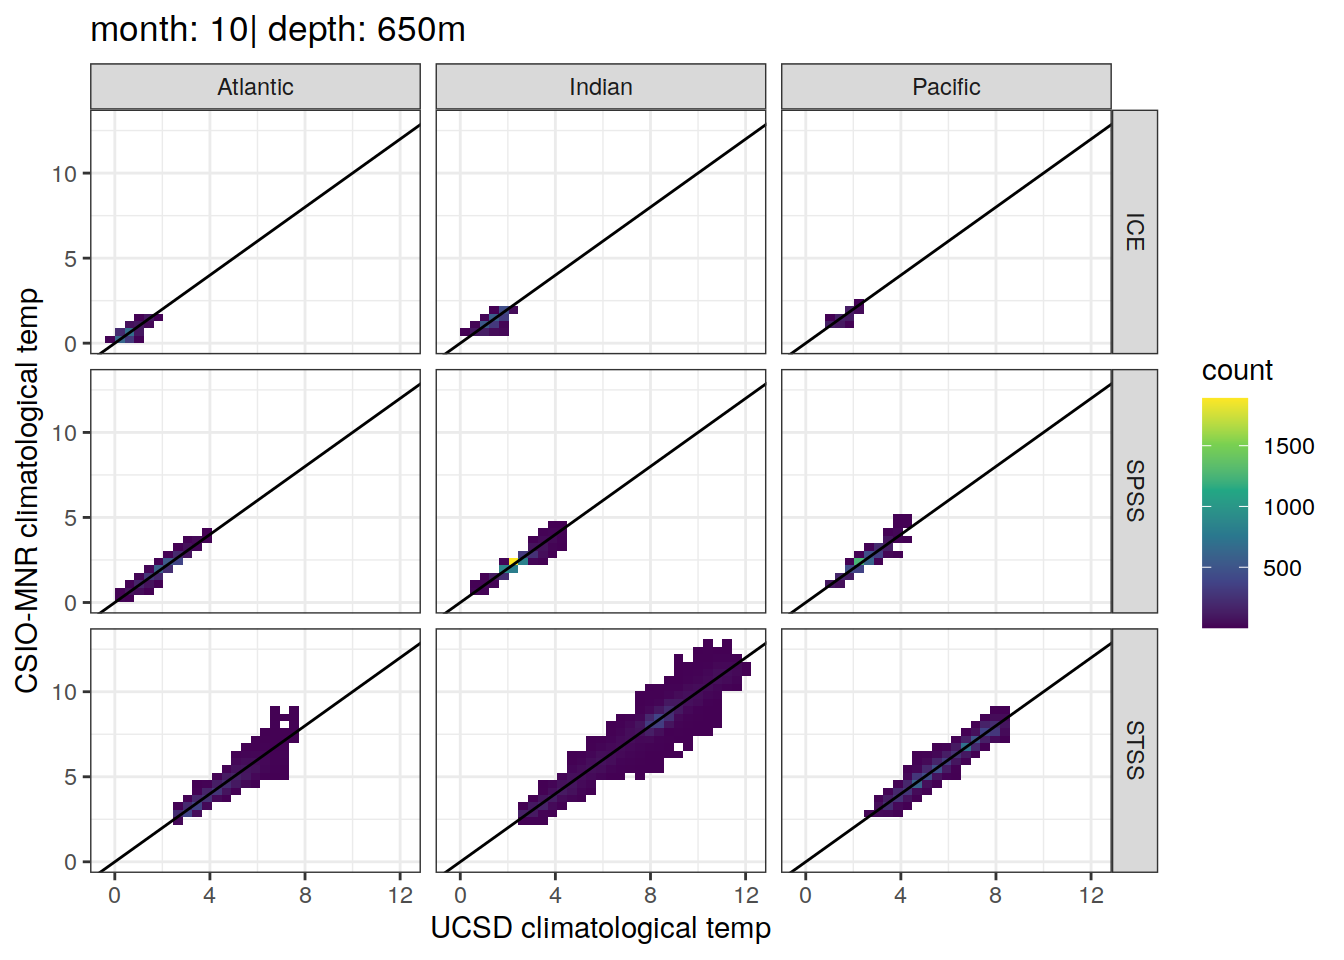 month: 10| depth: 650m
Atlantic
Indian
Pacific
10
5
0
ICE
10
5
0
SPSS
10
5
0
STSS
0
4
8
12
0
4
8
12
0
4
8
12
UCSD climatological temp
CSIO-MNR climatological temp
count
1500
1000
500